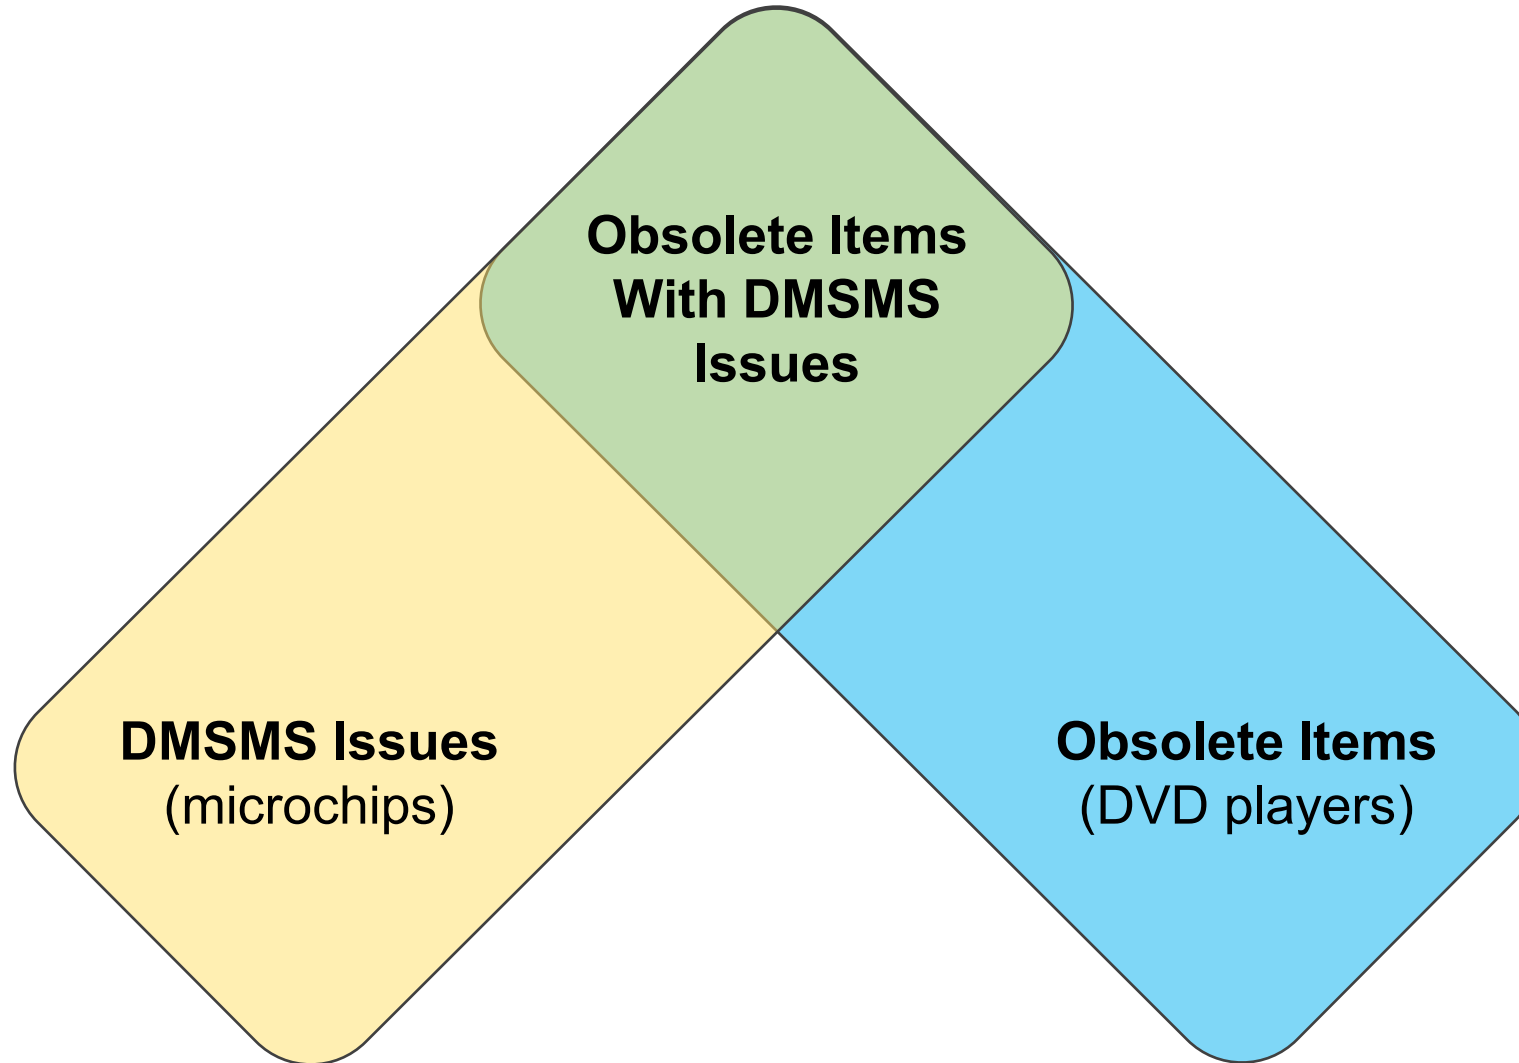 Obsolete Items
With DMSMS
Issues
DMSMS Issues
(microchips)
Obsolete Items
(DVD players)